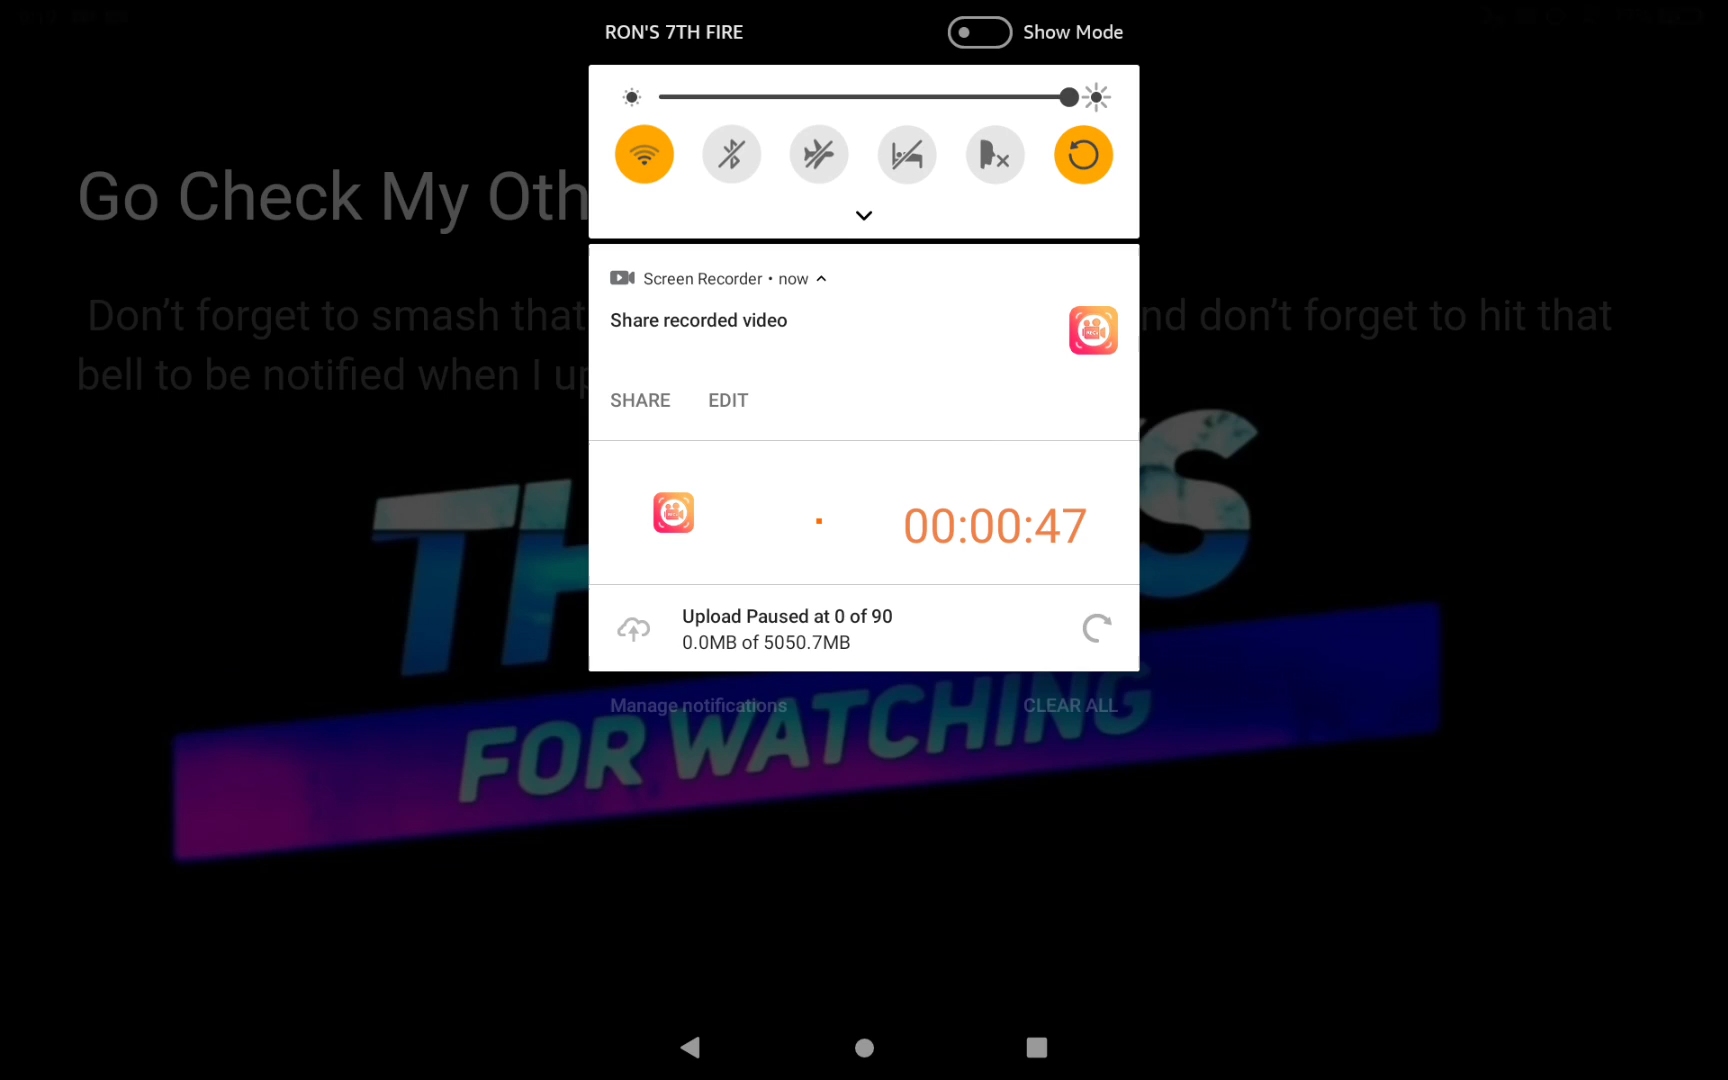 RON'S 7TH FIRE
Show Mode
Go Check My Oth
Screen Recorder • now
Share recorded video
Don’t forget to smash that
nd don’t forget to hit that
bell to be notified when I up
SHARE EDIT
TH
S
00:00:47
Upload Paused at 0 of 90
0.0MB of 5050.7MB
Manage notifications
CLEAR ALL
FOR WATCHING